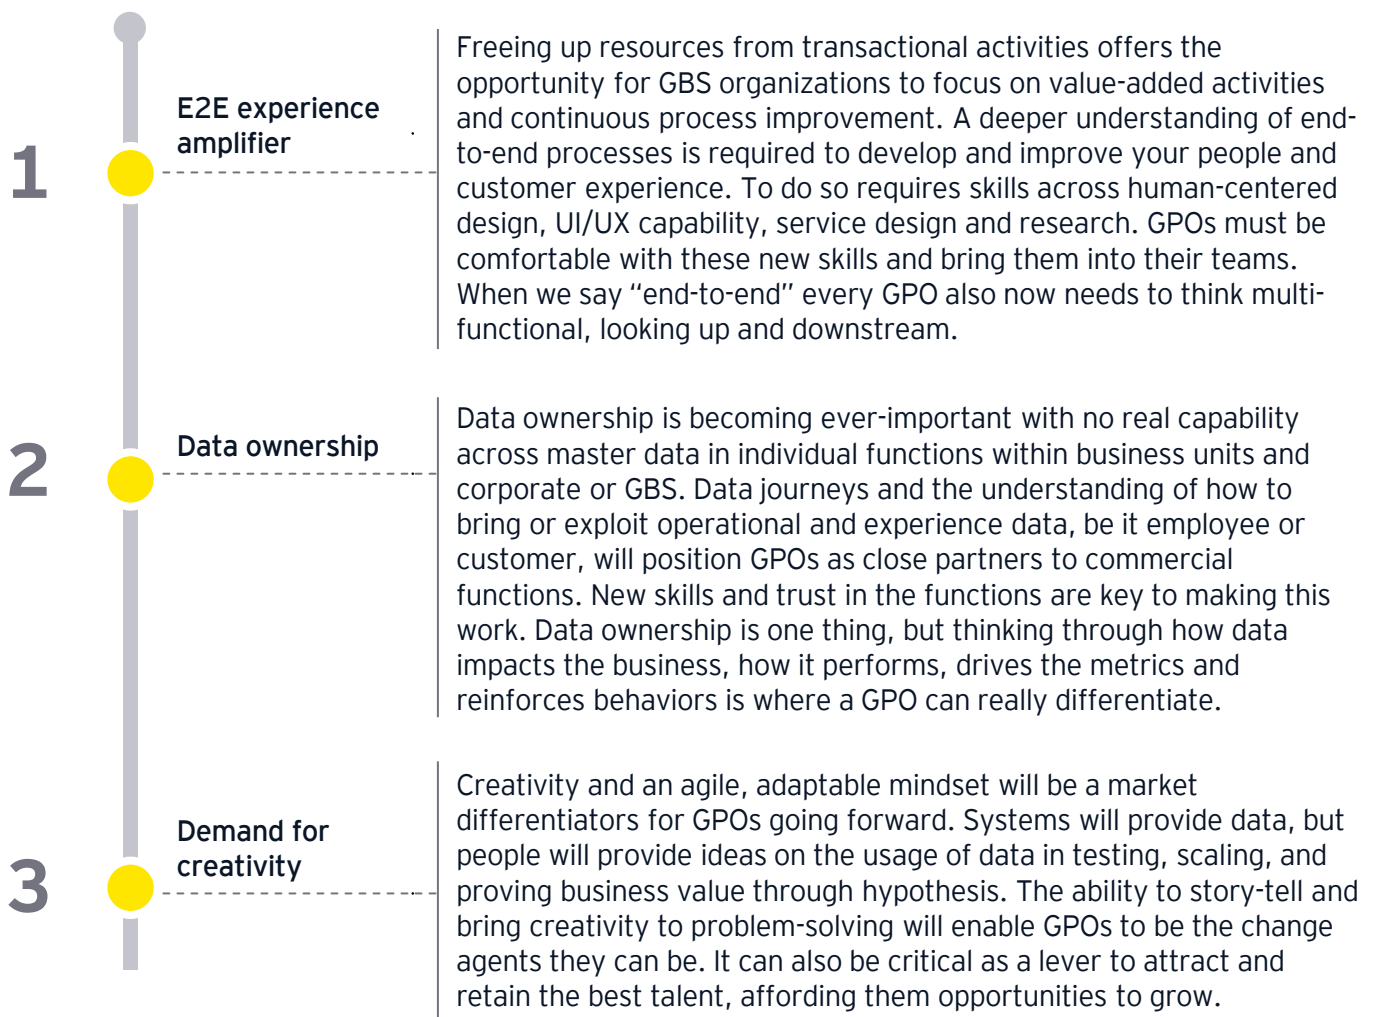 1
E2E experience
amplifier
Freeing up resources from transactional activities offers the
opportunity for GBS organizations to focus on value-added activities
and continuous process improvement. A deeper understanding of end-
to-end processes is required to develop and improve your people and
customer experience. To do so requires skills across human-centered
design, UI/UX capability, service design and research. GPOs must be
comfortable with these new skills and bring them into their teams.
When we say “end-to-end” every GPO also now needs to think multi-
functional, looking up and downstream.
2
Data ownership
Data ownership is becoming ever-important with no real capability
across master data in individual functions within business units and
corporate or GBS. Data journeys and the understanding of how to
bring or exploit operational and experience data, be it employee or
customer, will position GPOs as close partners to commercial
functions. New skills and trust in the functions are key to making this
work. Data ownership is one thing, but thinking through how data
impacts the business, how it performs, drives the metrics and
reinforces behaviors is where a GPO can really differentiate.
3
Demand for
creativity
Creativity and an agile, adaptable mindset will be a market
differentiators for GPOs going forward. Systems will provide data, but
people will provide ideas on the usage of data in testing, scaling, and
proving business value through hypothesis. The ability to story-tell and
bring creativity to problem-solving will enable GPOs to be the change
agents they can be. It can also be critical as a lever to attract and
retain the best talent, affording them opportunities to grow.